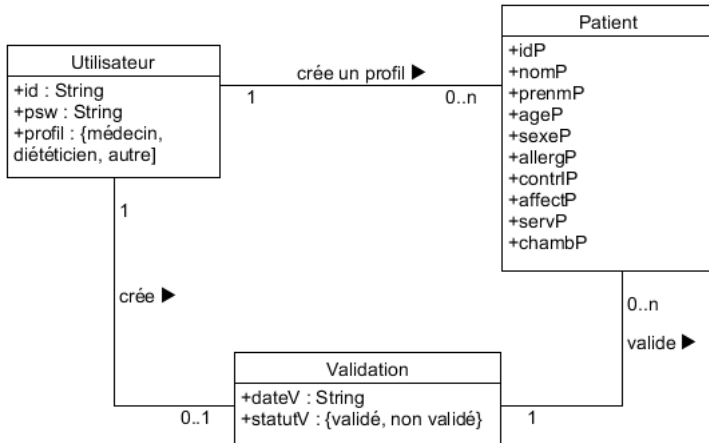 Utilisateur
+id : String
+psw : String
+profil : {médecin,
diététicien, autre]
crée un profil ▶
1
0..n
Patient
+idP
+nomP
+prenmP
+ageP
+sexeP
+allergP
+contrlP
+affectP
+servP
+chambP
1
crée ▶
0..1
0..n
valide ▶
1
Validation
+dateV : String
+statutV : {validé, non validé}